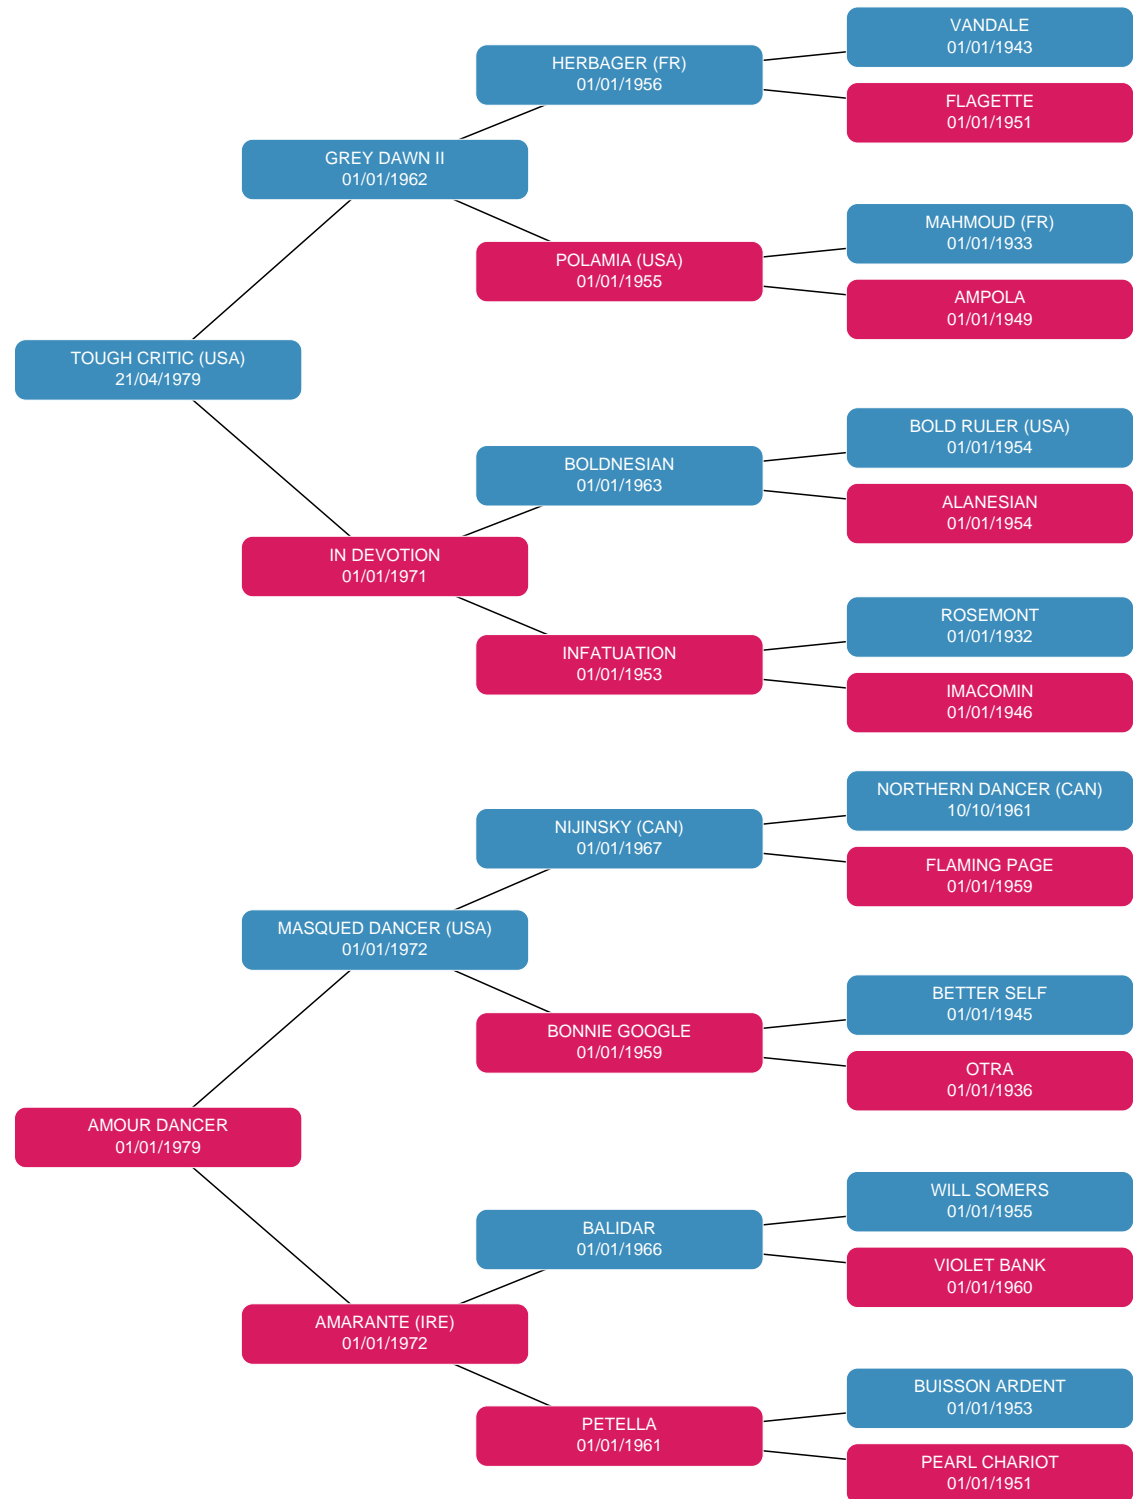 VANDALE
01/01/1943
HERBAGER (FR)
01/01/1956
FLAGETTE
01/01/1951
GREY DAWN II
01/01/1962
MAHMOUD (FR)
01/01/1933
POLAMIA (USA)
01/01/1955
AMPOLA
01/01/1949
TOUGH CRITIC (USA)
21/04/1979
BOLD RULER (USA)
01/01/1954
BOLDNESIAN
01/01/1963
ALANESIAN
01/01/1954
IN DEVOTION
01/01/1971
ROSEMONT
01/01/1932
INFATUATION
01/01/1953
IMACOMIN
01/01/1946
NORTHERN DANCER (CAN)
10/10/1961
NIJINSKY (CAN)
01/01/1967
FLAMING PAGE
01/01/1959
MASQUED DANCER (USA)
01/01/1972
BETTER SELF
01/01/1945
BONNIE GOOGLE
01/01/1959
OTRA
01/01/1936
AMOUR DANCER
01/01/1979
WILL SOMERS
01/01/1955
BALIDAR
01/01/1966
VIOLET BANK
01/01/1960
AMARANTE (IRE)
01/01/1972
BUISSON ARDENT
01/01/1953
PETELLA
01/01/1961
PEARL CHARIOT
01/01/1951